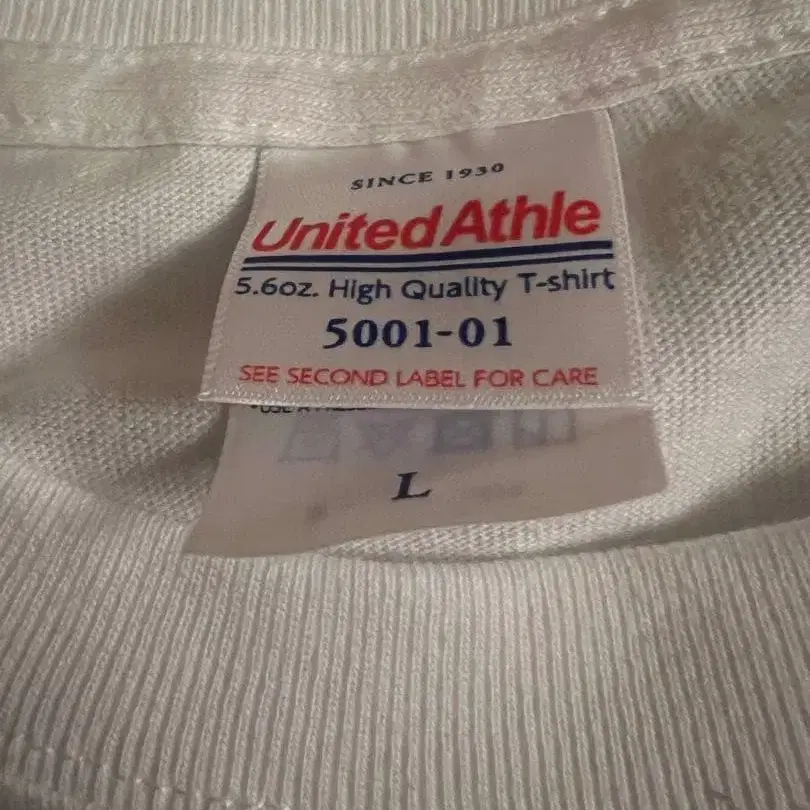 SINCE 1930
United Athle
5.6oz. High Quality T-shirt
5001-01
SEE SECOND LABEL FOR CARE
L